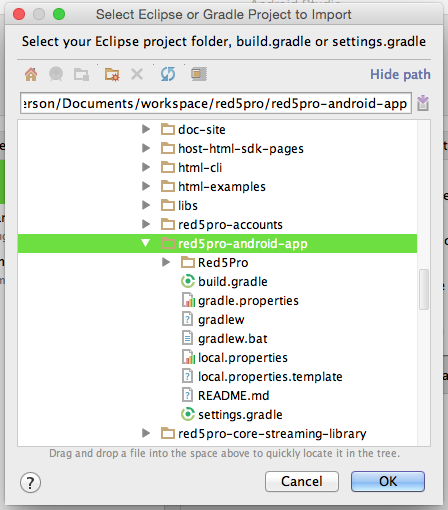 Select Eclipse or Gradle Project to Import
Select your Eclipse project folder, build.gradle or settings.gradle
Hide path
erson/Documents/workspace/red5pro/red5pro-android-app
doc-site
host-html-sdk-pages
html-cli
html-examples
libs
red5pro-accounts
red5pro-android-app
Red5Pro
build.gradle
gradle.properties
gradlew
gradlew.bat
local.properties
local.properties.template
README.md
settings.gradle
red5pro-core-streaming-library
Drag and drop a file into the space above to quickly locate it in the tree.
?
Cancel
OK